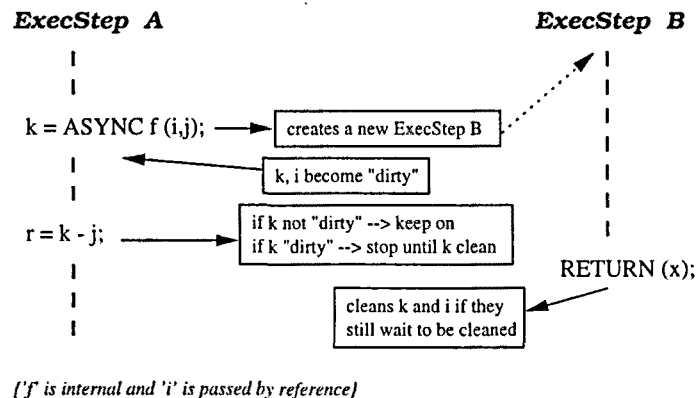 ExecStep A
ExecStep B
k = ASYNC f (i,j);
creates a new ExecStep B
k, i become "dirty"
r = k - j;
if k not "dirty" --> keep on
if k "dirty" --> stop until k clean
RETURN (x);
cleans k and i if they
still wait to be cleaned
{'f' is internal and 'i' is passed by reference}